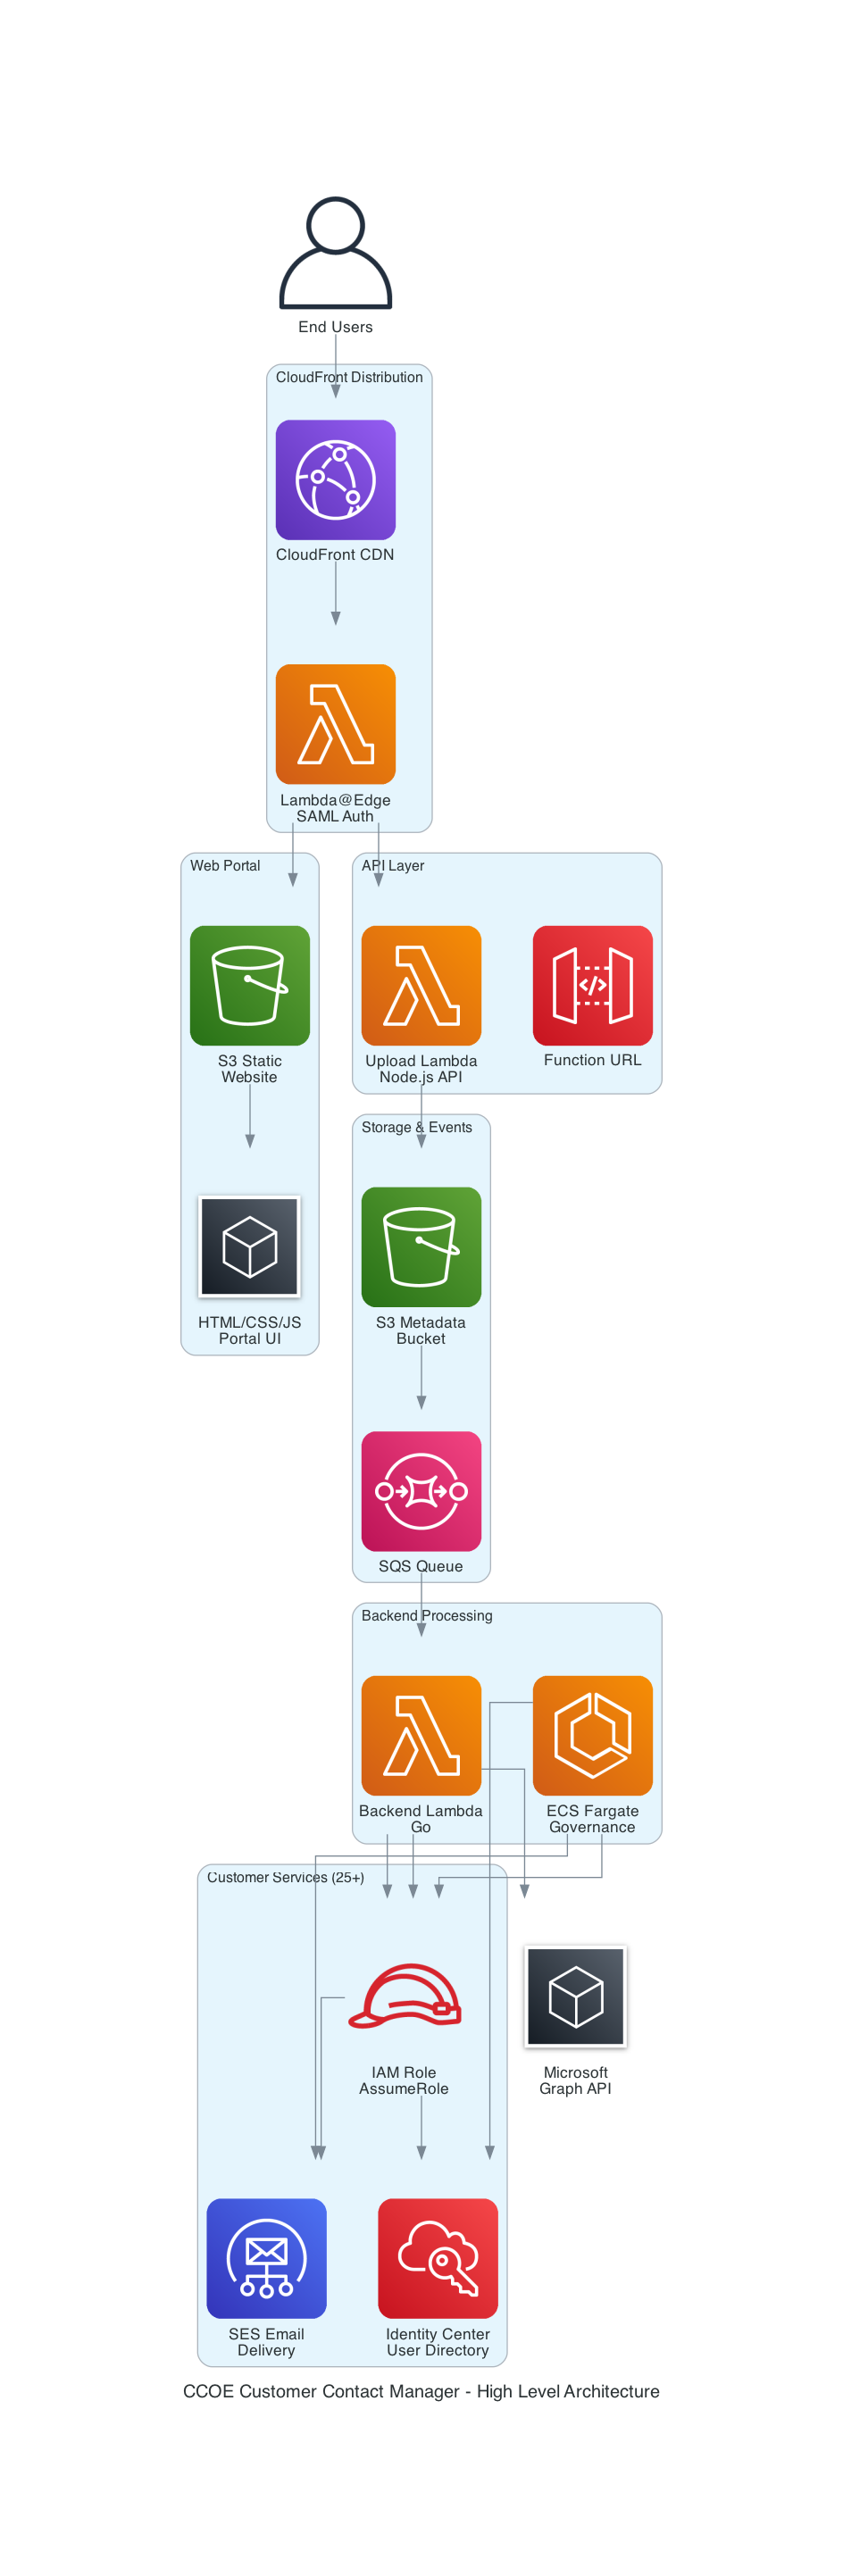 End Users
CloudFront Distribution
CloudFront CDN
Lambda@Edge
SAML Auth
Web Portal
API Layer
S3 Static
Website
Upload Lambda
Node.js API
Function URL
Storage & Events
HTML/CSS/JS
Portal UI
S3 Metadata
Bucket
SQS Queue
Backend Processing
Backend Lambda
Go
ECS Fargate
Governance
Customer Services (25+)
IAM Role
AssumeRole
Microsoft
Graph API
SES Email
Delivery
Identity Center
User Directory
CCOE Customer Contact Manager - High Level Architecture